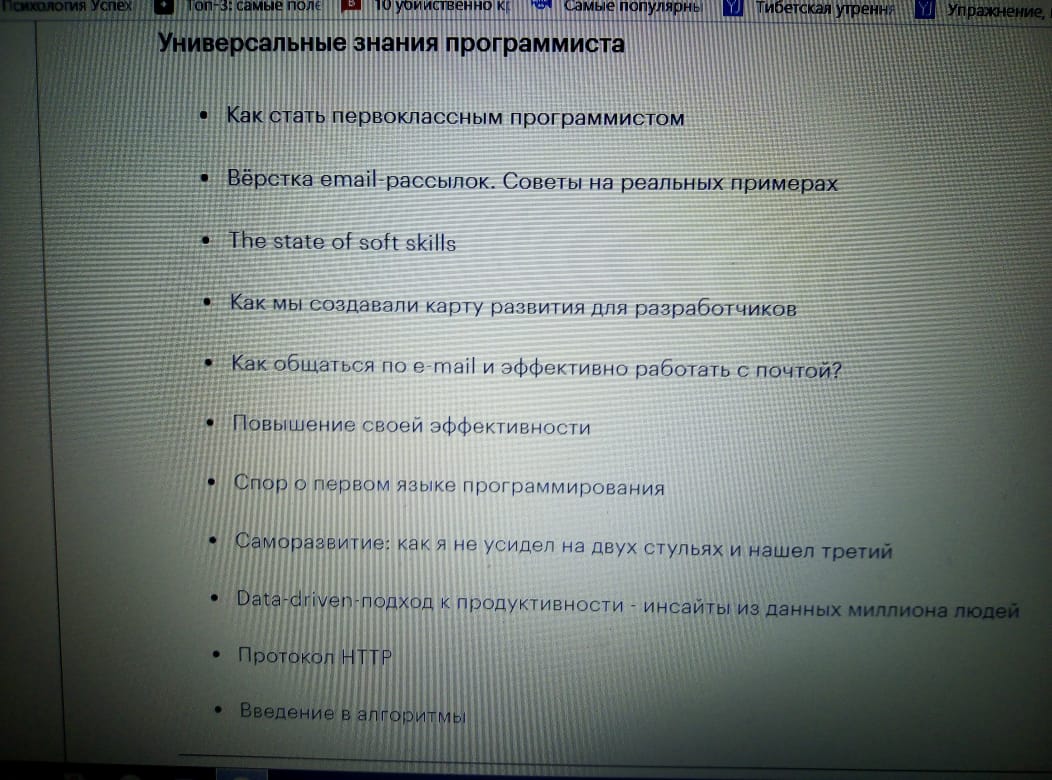 Психология Успех Топ-3: самые поле 10 убийственно к Самые популярны Тибетская утрення Упражнение,
Универсальные знания программиста
• Как стать первоклассным программистом
• Вёрстка email-рассылок. Советы на реальных примерах
• The state of soft skills
• Как мы создавали карту развития для разработчиков
• Как общаться по e-mail и эффективно работать с почтой?
• Повышение своей эффективности
• Спор о первом языке программирования
• Саморазвитие: как я не усидел на двух стульях и нашел третий
• Data-driven-подход к продуктивности - инсайты из данных миллиона людей
• Протокол HTTP
• Введение в алгоритмы